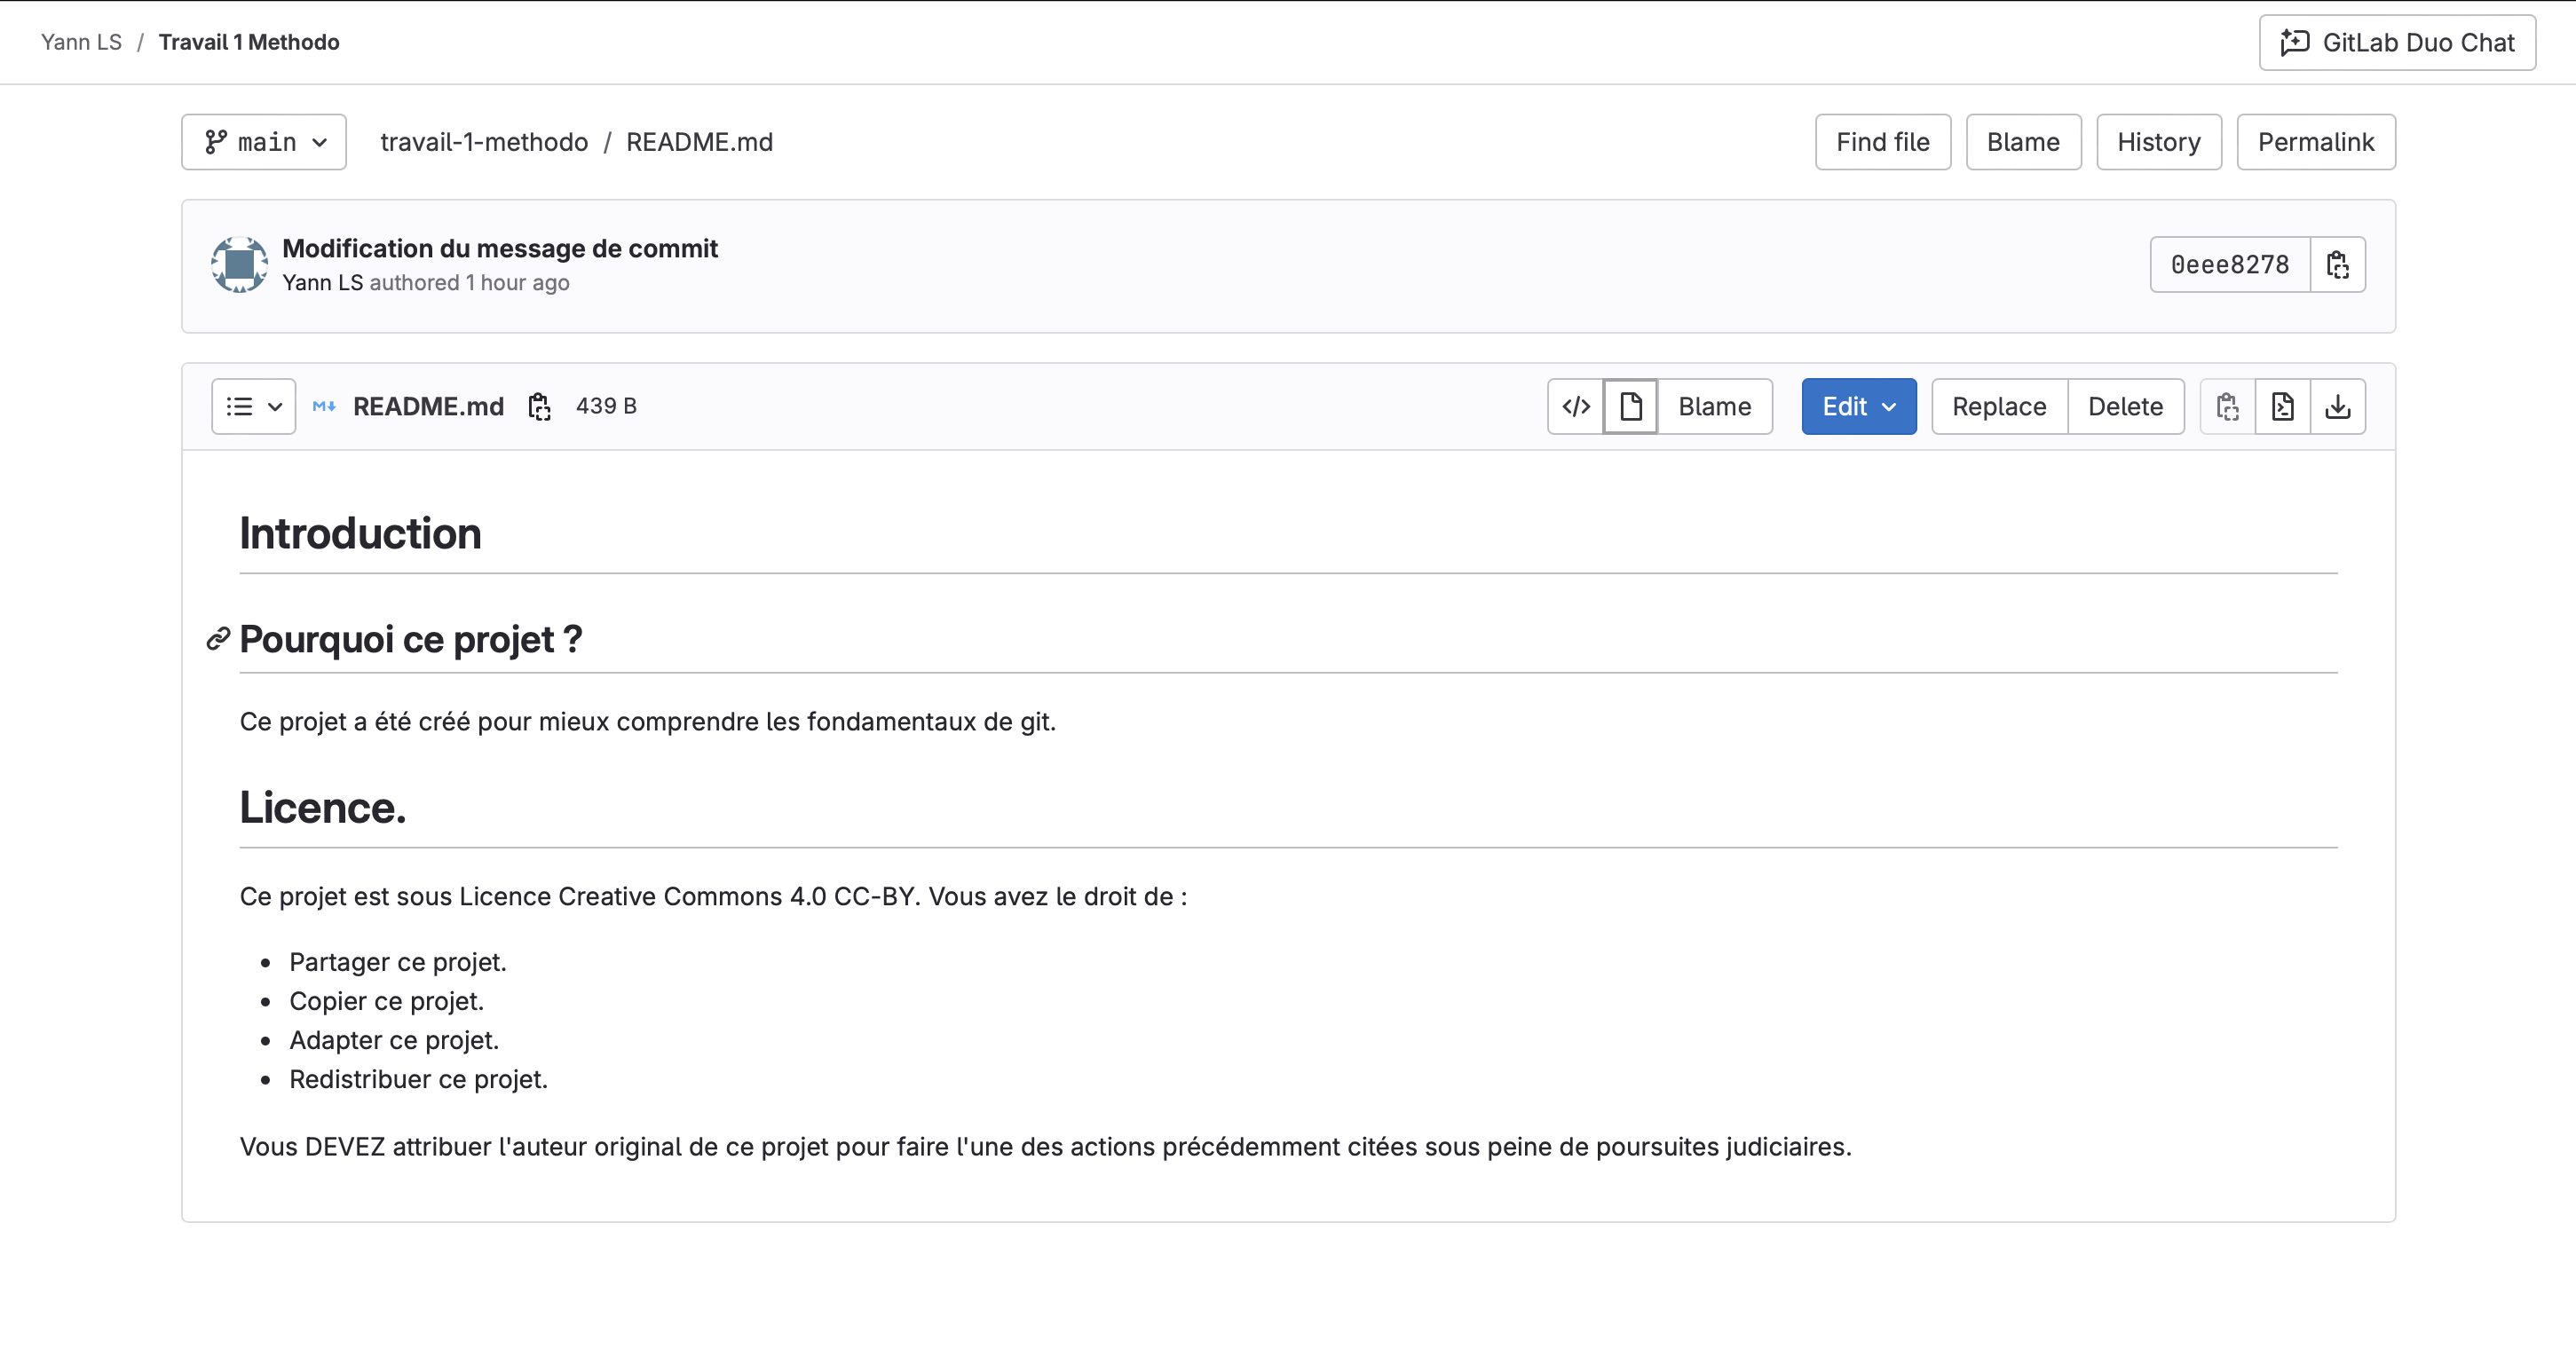 Yann LS / Travail 1 Methodo
GitLab Duo Chat
main travail-1-methodo / README.md Find file Blame History Permalink
Modification du message de commit
Yann LS authored 1 hour ago
0eee8278
README.md 439 B Blame Edit Replace Delete
Introduction
Pourquoi ce projet ?
Ce projet a été créé pour mieux comprendre les fondamentaux de git.
Licence.
Ce projet est sous Licence Creative Commons 4.0 CC-BY. Vous avez le droit de :
• Partager ce projet.
• Copier ce projet.
• Adapter ce projet.
• Redistribuer ce projet.
Vous DEVEZ attribuer l'auteur original de ce projet pour faire l'une des actions précédemment citées sous peine de poursuites judiciaires.